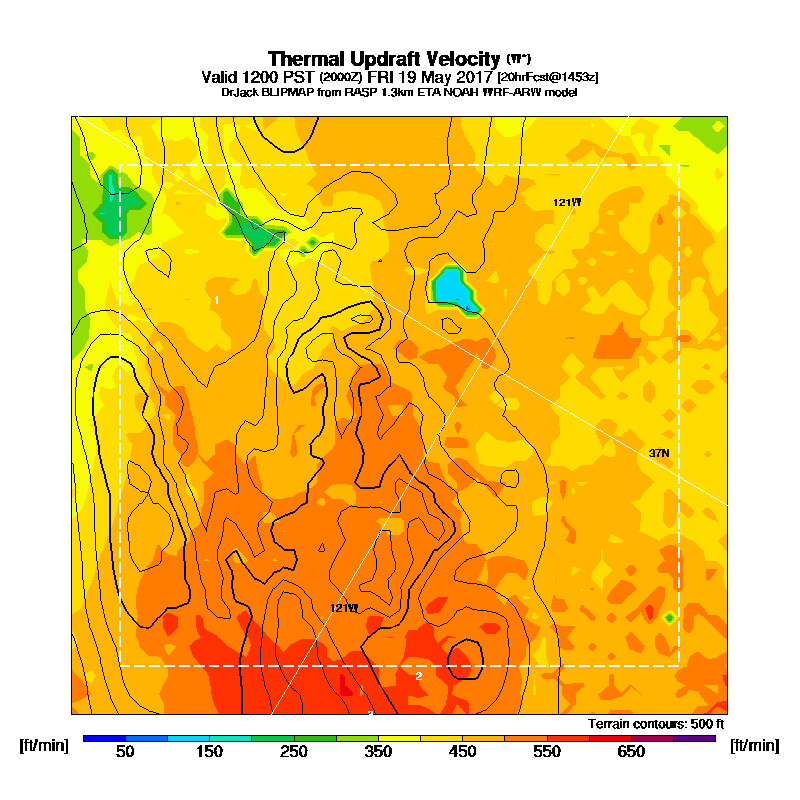 Thermal Updraft Velocity (W*)
Valid 1200 PST (2000Z) FRI 19 May 2017 [20hrFcst@1453z]
DrJack BLIPMAP from RASP 1.3km ETA NOAH WRF-ARW model
121W
1
37N
121W
2
Terrain contours: 500 ft
[ft/min] 50 150 250 350 450 550 650 [ft/min]